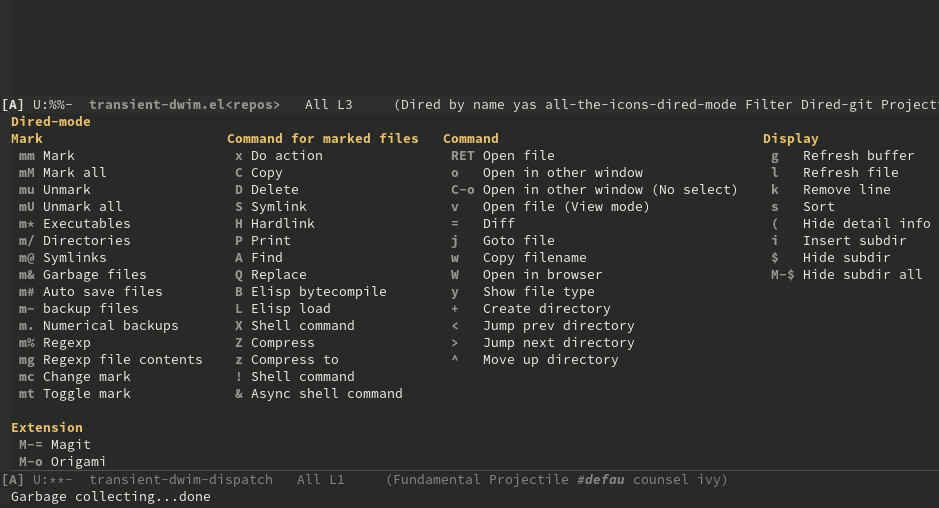 [A] U:%%-  transient-dwim.el<repos>   All L3     (Dired by name yas all-the-icons-dired-mode Filter Dired-git Projecti
Dired-mode
Mark                       Command for marked files   Command                                 Display
 mm Mark                    x Do action                RET Open file                           g   Refresh buffer
 mM Mark all                C Copy                     o   Open in other window                l   Refresh file
 mu Unmark                  D Delete                   C-o Open in other window (No select)    k   Remove line
 mU Unmark all              S Symlink                  v   Open file (View mode)               s   Sort
 m* Executables             H Hardlink                 =   Diff                                (   Hide detail info
 m/ Directories             P Print                    j   Goto file                           i   Insert subdir
 m@ Symlinks                A Find                     w   Copy filename                       $   Hide subdir
 m& Garbage files           Q Replace                  W   Open in browser                     M-$ Hide subdir all
 m# Auto save files         B Elisp bytecompile        y   Show file type
 m~ backup files            L Elisp load               +   Create directory
 m. Numerical backups       X Shell command            <   Jump prev directory
 m% Regexp                  Z Compress                 >   Jump next directory
 mg Regexp file contents    z Compress to              ^   Move up directory
 mc Change mark             ! Shell command
 mt Toggle mark             & Async shell command
Extension
 M-= Magit
 M-o Origami
[A] U:**-  transient-dwim-dispatch   All L1     (Fundamental Projectile #defau counsel ivy)
Garbage collecting...done